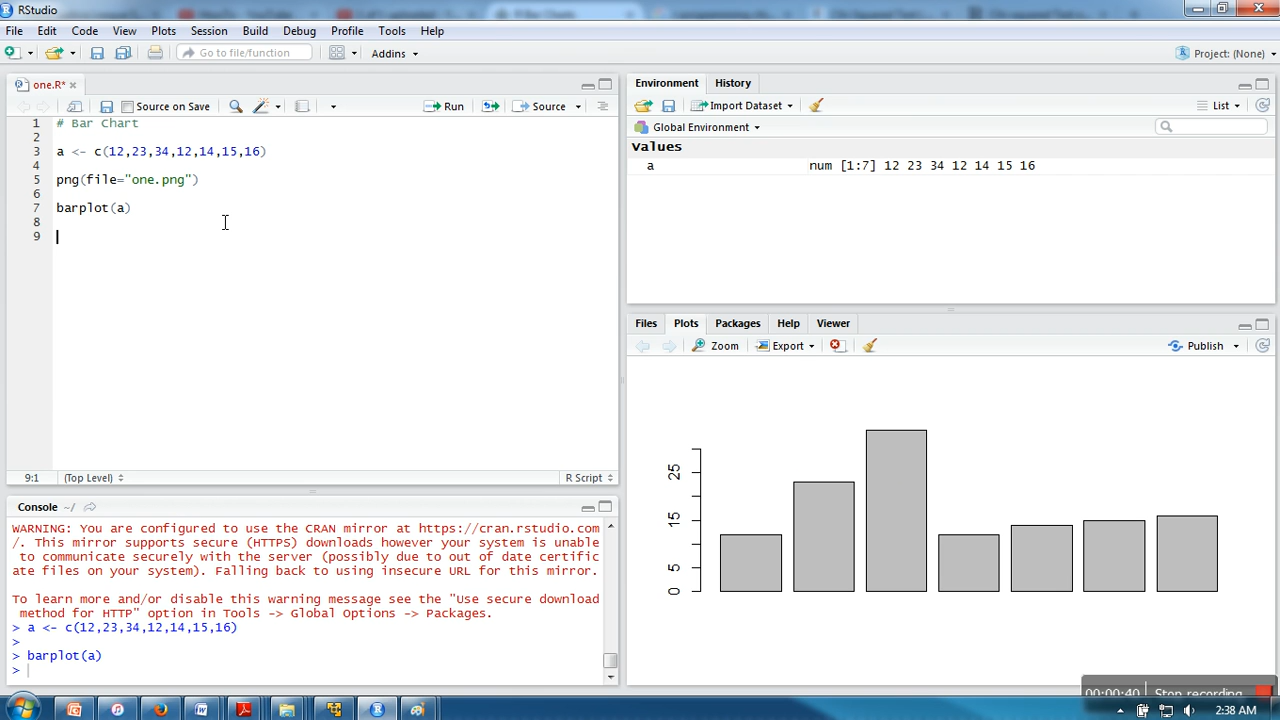 RStudio
File Edit Code View Plots Session Build Debug Profile Tools Help
Go to file/function Addins Project: (None)
one.R*
Source on Save Run Source
1 # Bar Chart
2
3 a <- c(12,23,34,12,14,15,16)
4
5 png(file="one.png")
6
7 barplot(a)
8
9
9:1 (Top Level) R Script
Console ~/
WARNING: You are configured to use the CRAN mirror at https://cran.rstudio.com
/. This mirror supports secure (HTTPS) downloads however your system is unable
to communicate securely with the server (possibly due to out of date certific
ate files on your system). Falling back to using insecure URL for this mirror.
To learn more and/or disable this warning message see the "Use secure download
method for HTTP" option in Tools -> Global Options -> Packages.
> a <- c(12,23,34,12,14,15,16)
>
> barplot(a)
>
Environment History
Import Dataset List
Global Environment
Values
a num [1:7] 12 23 34 12 14 15 16
Files Plots Packages Help Viewer
Zoom Export Publish
25
15
5
0
00:00:40 Stop recording
2:38 AM